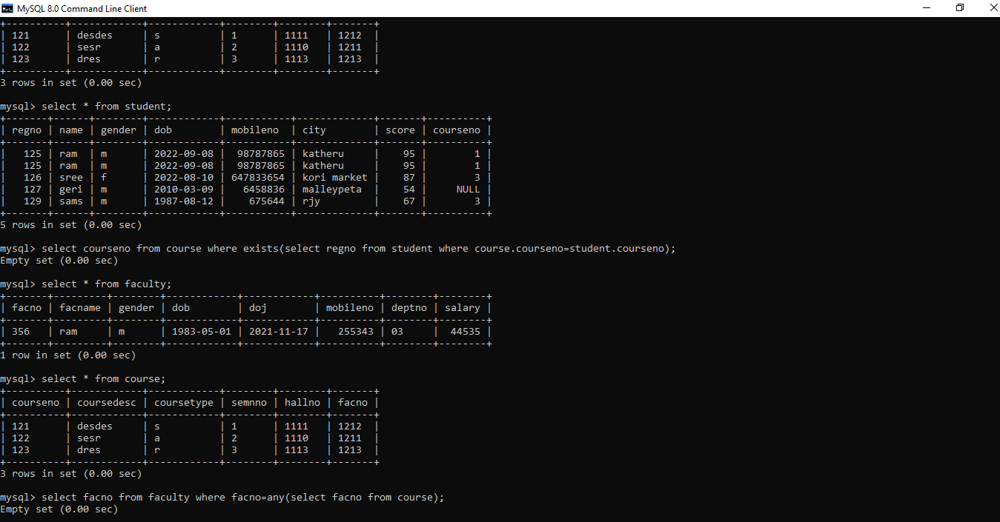 MySQL 8.0 Command Line Client
+----------+------------+------------+--------+--------+-------+
| 121      | desdes     | s          | 1      | 1111   | 1212  |
| 122      | sesr       | a          | 2      | 1110   | 1211  |
| 123      | dres       | r          | 3      | 1113   | 1213  |
+----------+------------+------------+--------+--------+-------+
3 rows in set (0.00 sec)
mysql> select * from student;
+-------+------+--------+------------+-----------+-------------+-------+----------+
| regno | name | gender | dob        | mobileno  | city        | score | courseno |
+-------+------+--------+------------+-----------+-------------+-------+----------+
|   125 | ram  | m      | 2022-09-08 |  98787865 | katheru     |    95 |        1 |
|   125 | ram  | m      | 2022-09-08 |  98787865 | katheru     |    95 |        1 |
|   126 | sree | f      | 2022-08-10 | 647833654 | kori market |    87 |        3 |
|   127 | geri | m      | 2010-03-09 |   6458836 | malleypeta  |    54 |     NULL |
|   129 | sams | m      | 1987-08-12 |    675644 | rjy         |    67 |        3 |
+-------+------+--------+------------+-----------+-------------+-------+----------+
5 rows in set (0.00 sec)
mysql> select courseno from course where exists(select regno from student where course.courseno=student.courseno);
Empty set (0.00 sec)
mysql> select * from faculty;
+-------+---------+--------+------------+------------+----------+--------+--------+
| facno | facname | gender | dob        | doj        | mobileno | deptno | salary |
+-------+---------+--------+------------+------------+----------+--------+--------+
| 356   | ram     | m      | 1983-05-01 | 2021-11-17 |   255343 | 03     |  44535 |
+-------+---------+--------+------------+------------+----------+--------+--------+
1 row in set (0.00 sec)
mysql> select * from course;
+----------+------------+------------+--------+--------+-------+
| courseno | coursedesc | coursetype | semnno | hallno | facno |
+----------+------------+------------+--------+--------+-------+
| 121      | desdes     | s          | 1      | 1111   | 1212  |
| 122      | sesr       | a          | 2      | 1110   | 1211  |
| 123      | dres       | r          | 3      | 1113   | 1213  |
+----------+------------+------------+--------+--------+-------+
3 rows in set (0.00 sec)
mysql> select facno from faculty where facno=any(select facno from course);
Empty set (0.00 sec)